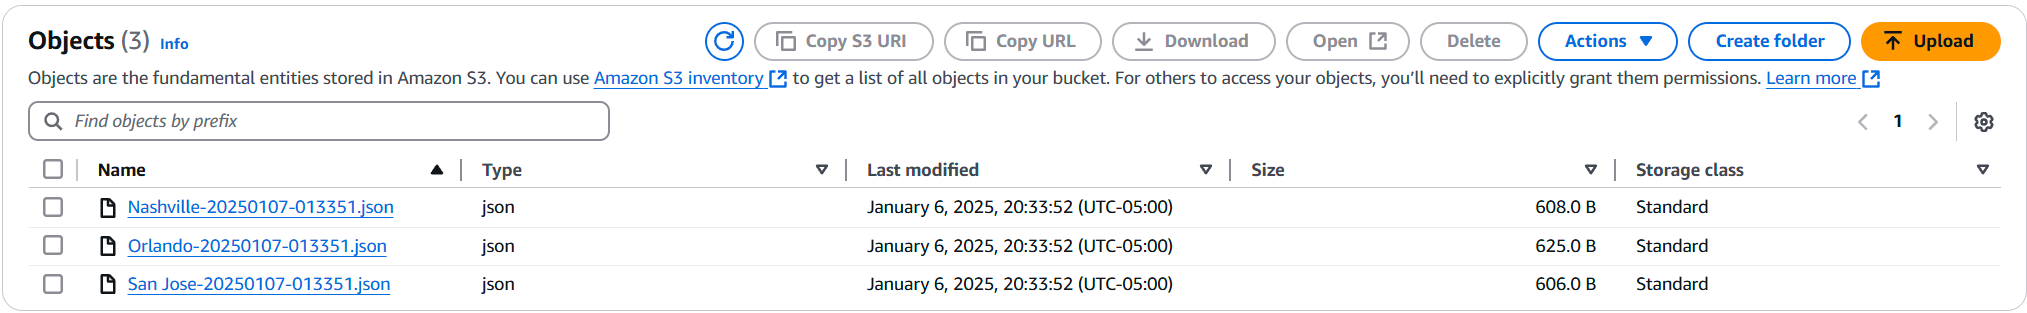 Objects (3) Info
Copy S3 URI Copy URL Download Open Delete Actions Create folder Upload
Objects are the fundamental entities stored in Amazon S3. You can use Amazon S3 inventory to get a list of all objects in your bucket. For others to access your objects, you’ll need to explicitly grant them permissions. Learn more
Find objects by prefix
1
Name Type Last modified Size Storage class
Nashville-20250107-013351.json json January 6, 2025, 20:33:52 (UTC-05:00) 608.0 B Standard
Orlando-20250107-013351.json json January 6, 2025, 20:33:52 (UTC-05:00) 625.0 B Standard
San Jose-20250107-013351.json json January 6, 2025, 20:33:52 (UTC-05:00) 606.0 B Standard